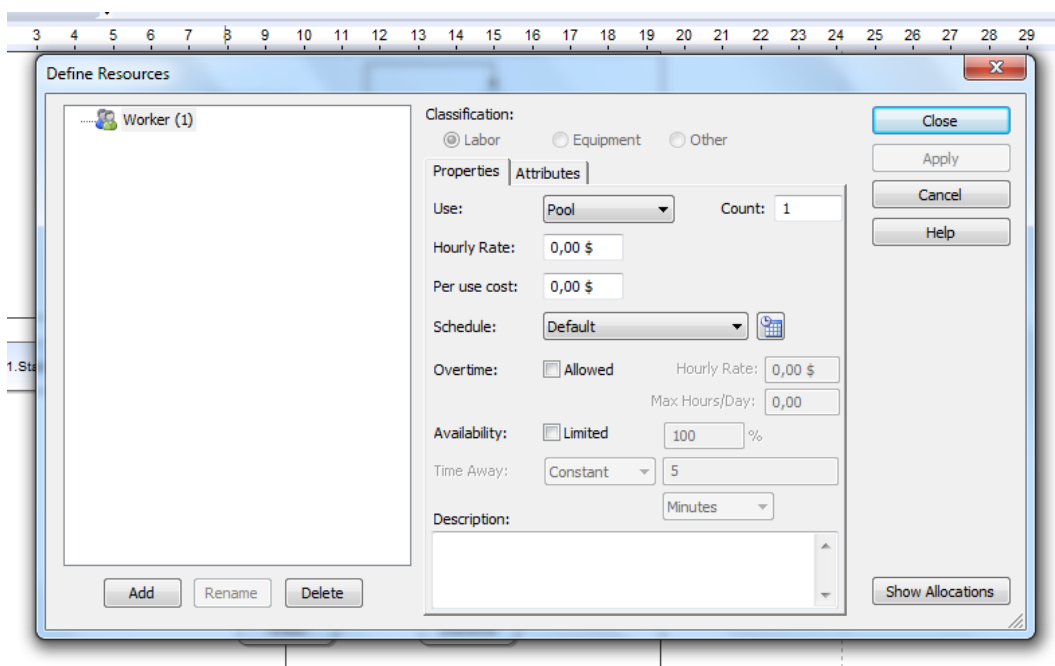 3 4 5 6 7 8 9 10 11 12 13 14 15 16 17 18 19 20 21 22 23 24 25 26 27 28 29
Define Resources
Worker (1)
Classification:
Labor Equipment Other
Close
Apply
Cancel
Help
Properties Attributes
Use: Pool Count: 1
Hourly Rate: 0,00 $
Per use cost: 0,00 $
Schedule: Default
Overtime: Allowed Hourly Rate: 0,00 $
Max Hours/Day: 0,00
Availability: Limited 100 %
Time Away: Constant 5
Minutes
Description:
Add Rename Delete
Show Allocations